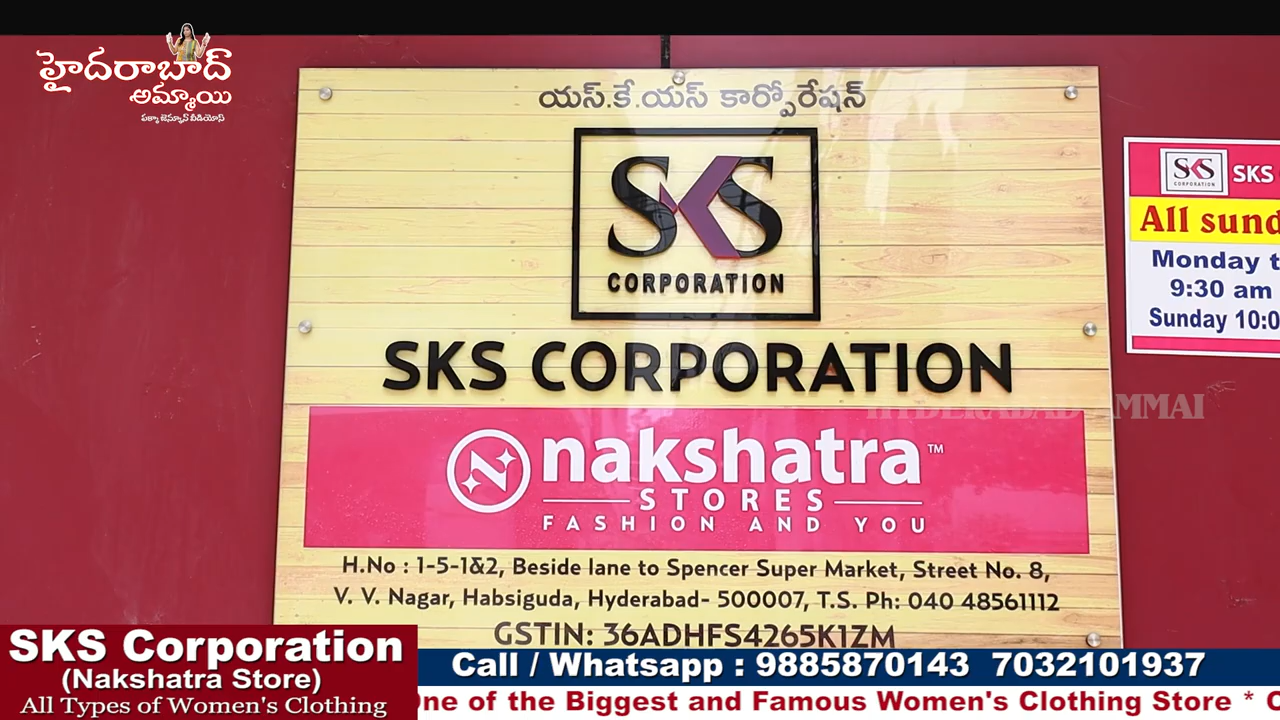 హైదరాబాద్
అమ్మాయి
పక్కా జెన్యూన్ వీడియోస్
యస్.కే.యస్ కార్పోరేషన్
SKS
CORPORATION
SKS CORPORATION
nakshatra™
STORES
FASHION AND YOU
H.No : 1-5-1&2, Beside lane to Spencer Super Market, Street No. 8,
V. V. Nagar, Habsiguda, Hyderabad- 500007, T.S. Ph: 040 48561112
GSTIN: 36ADHFS4265K1ZM
SKS
CORPORATION
SKS
All sund
Monday t
9:30 am
Sunday 10:0
HYDERABAD AMMAI
SKS Corporation
(Nakshatra Store)
All Types of Women's Clothing
Call / Whatsapp : 9885870143 7032101937
One of the Biggest and Famous Women's Clothing Store *